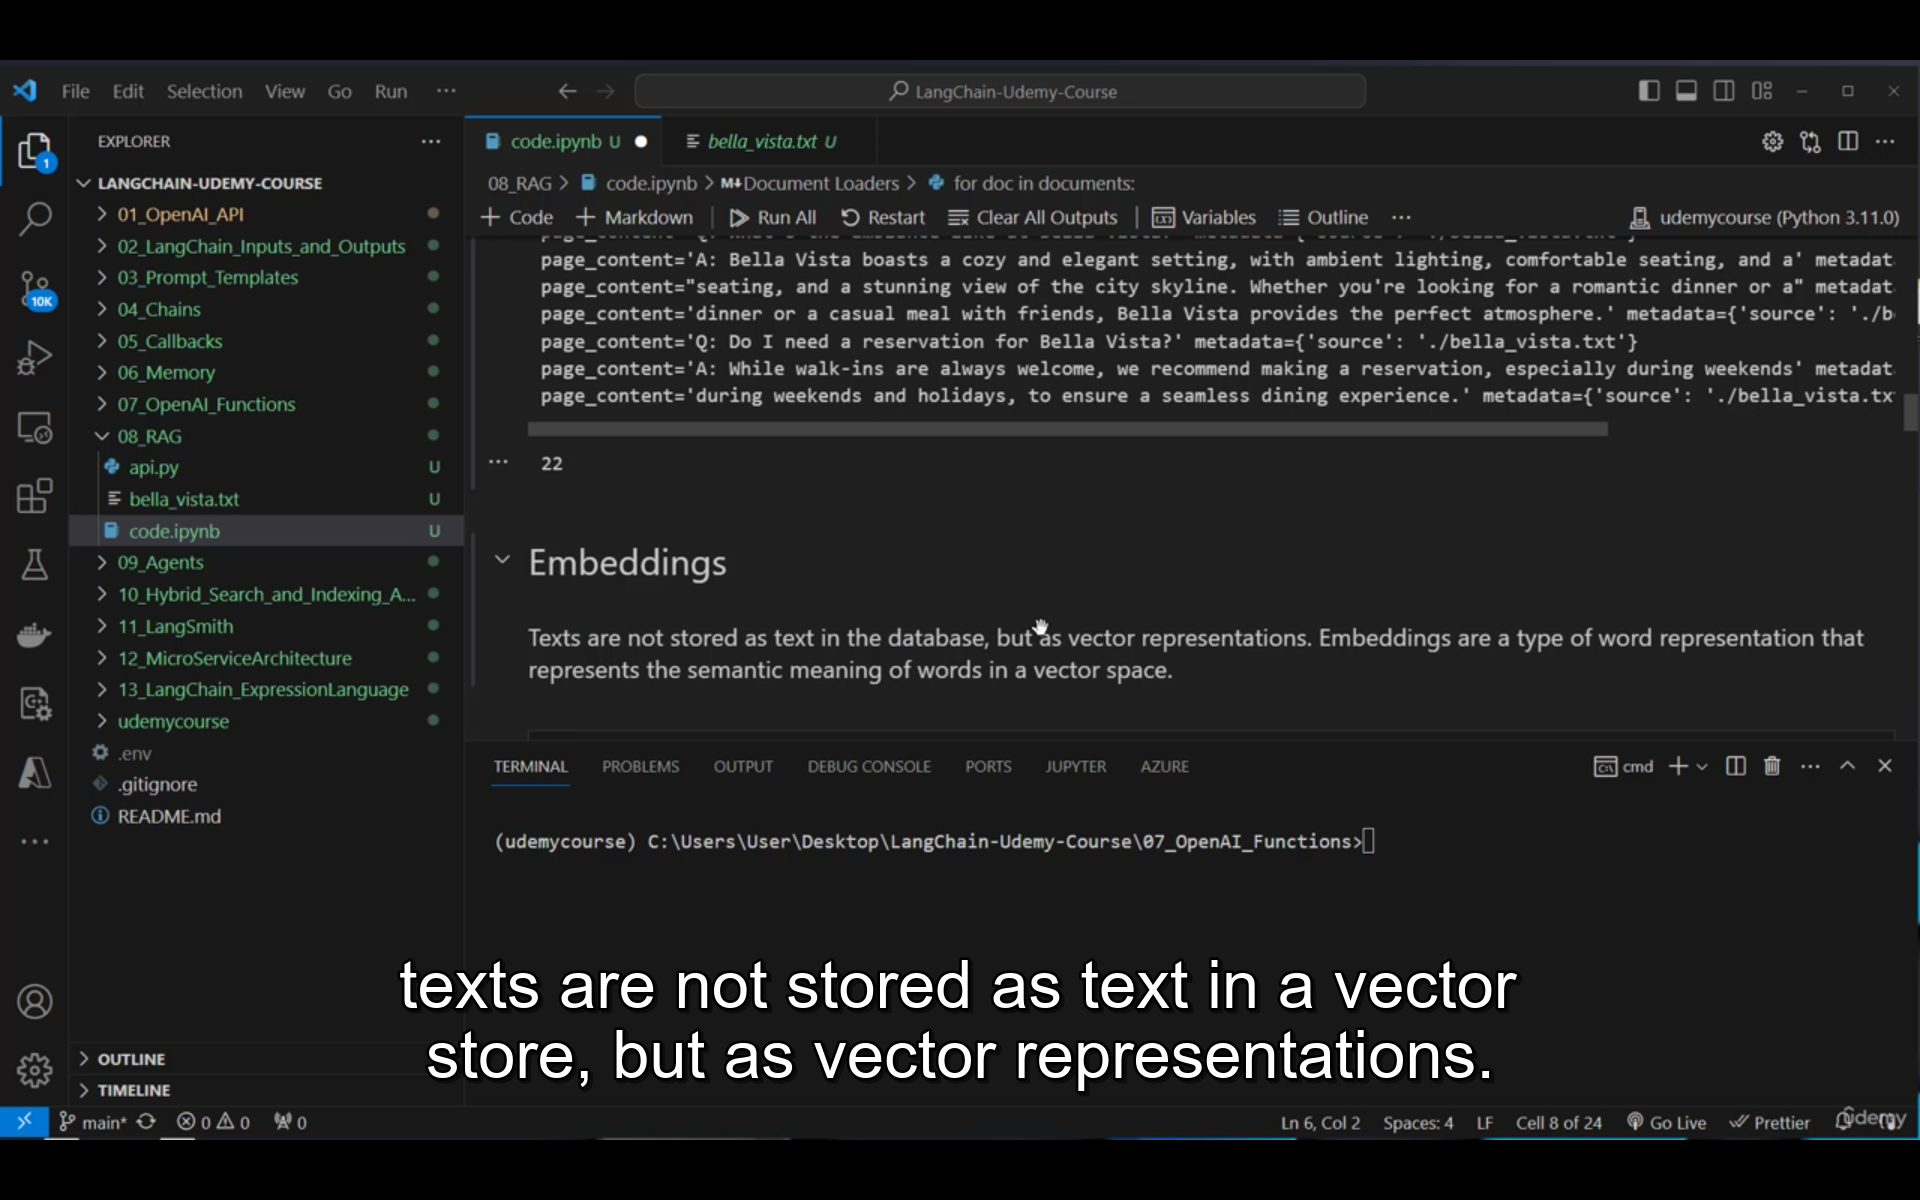 File Edit Selection View Go Run ··· LangChain-Udemy-Course
EXPLORER ···
1
LANGCHAIN-UDEMY-COURSE
01_OpenAI_API
02_LangChain_Inputs_and_Outputs
03_Prompt_Templates
10K
04_Chains
05_Callbacks
06_Memory
07_OpenAI_Functions
08_RAG
api.py U
bella_vista.txt U
code.ipynb U
09_Agents
10_Hybrid_Search_and_Indexing_A...
11_LangSmith
12_MicroServiceArchitecture
13_LangChain_ExpressionLanguage
udemycourse
.env
.gitignore
README.md
OUTLINE
TIMELINE
code.ipynb U bella_vista.txt U
08_RAG > code.ipynb > M↓Document Loaders > for doc in documents:
+ Code + Markdown Run All Restart Clear All Outputs Variables Outline ··· udemycourse (Python 3.11.0)
page_content='A: Bella Vista boasts a cozy and elegant setting, with ambient lighting, comfortable seating, and a' metadat
page_content="seating, and a stunning view of the city skyline. Whether you're looking for a romantic dinner or a" metadat
page_content='dinner or a casual meal with friends, Bella Vista provides the perfect atmosphere.' metadata={'source': './b
page_content='Q: Do I need a reservation for Bella Vista?' metadata={'source': './bella_vista.txt'}
page_content='A: While walk-ins are always welcome, we recommend making a reservation, especially during weekends' metadat
page_content='during weekends and holidays, to ensure a seamless dining experience.' metadata={'source': './bella_vista.tx
··· 22
Embeddings
Texts are not stored as text in the database, but as vector representations. Embeddings are a type of word representation that
represents the semantic meaning of words in a vector space.
TERMINAL PROBLEMS OUTPUT DEBUG CONSOLE PORTS JUPYTER AZURE cmd
(udemycourse) C:\Users\User\Desktop\LangChain-Udemy-Course\07_OpenAI_Functions>
texts are not stored as text in a vector
store, but as vector representations.
main* 0 0 0 Ln 6, Col 2 Spaces: 4 LF Cell 8 of 24 Go Live Prettier
udemy